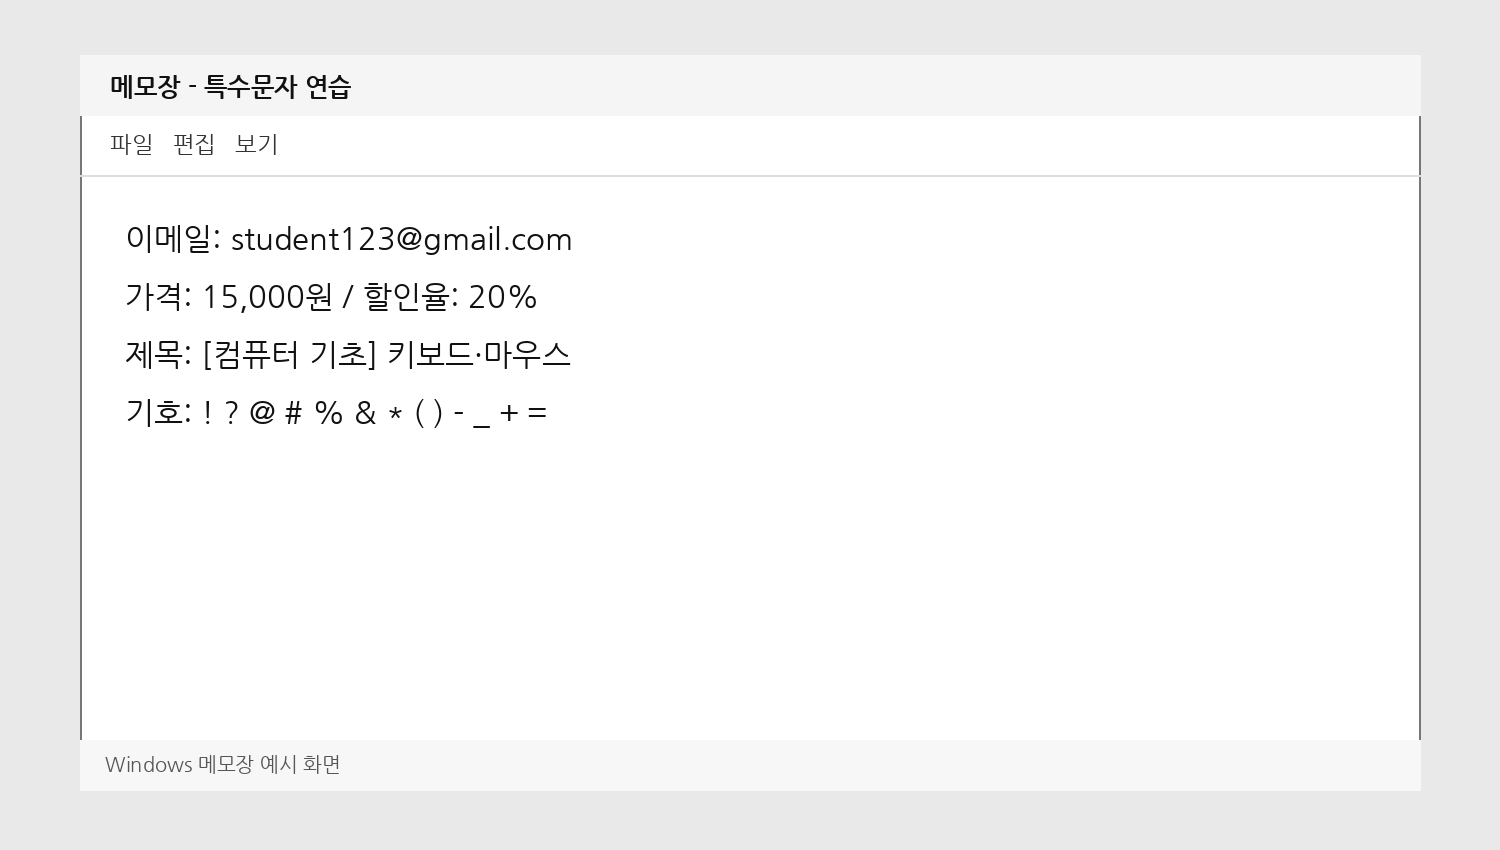 메모장 - 특수문자 연습
파일 편집 보기
이메일: student123@gmail.com
가격: 15,000원 / 할인율: 20%
제목: [컴퓨터 기초] 키보드·마우스
기호: ! ? @ # % & * ( ) - _ + =
Windows 메모장 예시 화면